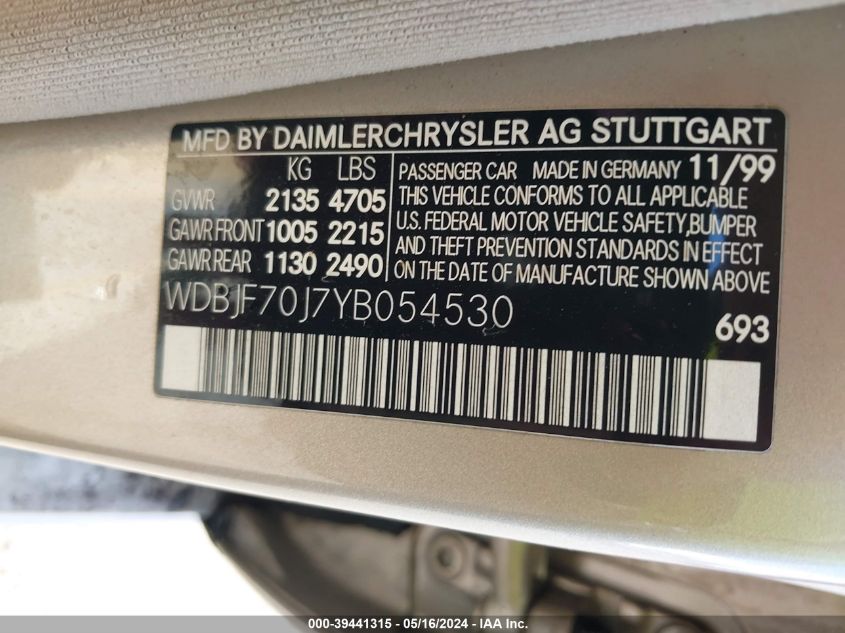 MFD BY DAIMLERCHRYSLER AG STUTTGART
KG LBS
GVWR 2135 4705
GAWR FRONT 1005 2215
GAWR REAR 1130 2490
PASSENGER CAR MADE IN GERMANY 11/99
THIS VEHICLE CONFORMS TO ALL APPLICABLE
U.S. FEDERAL MOTOR VEHICLE SAFETY,BUMPER
AND THEFT PREVENTION STANDARDS IN EFFECT
ON THE DATE OF MANUFACTURE SHOWN ABOVE
WDBJF70J7YB054530
693
000-39441315 - 05/16/2024 - IAA Inc.